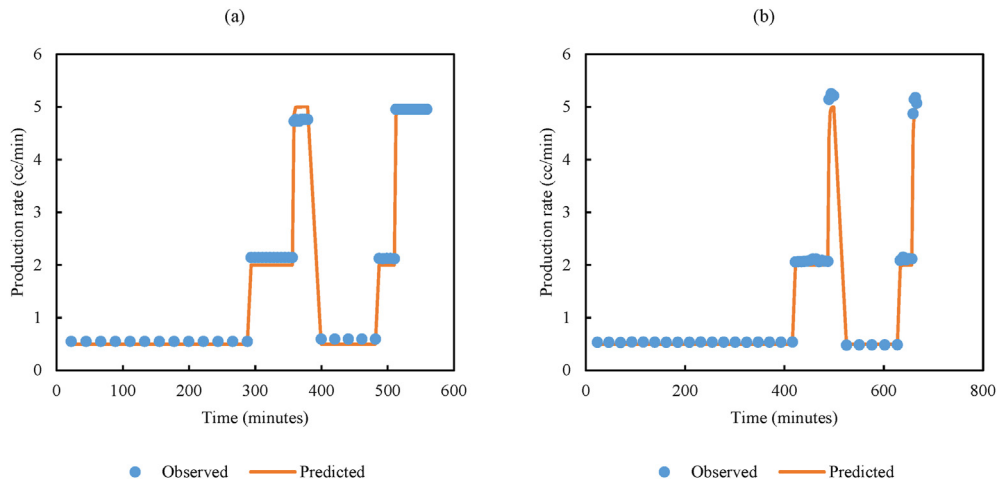 (a)
Production rate (cc/min)
6
5
4
3
2
1
0
0 100 200 300 400 500 600
Time (minutes)
Observed Predicted
(b)
Production rate (cc/min)
6
5
4
3
2
1
0
0 200 400 600 800
Time (minutes)
Observed Predicted